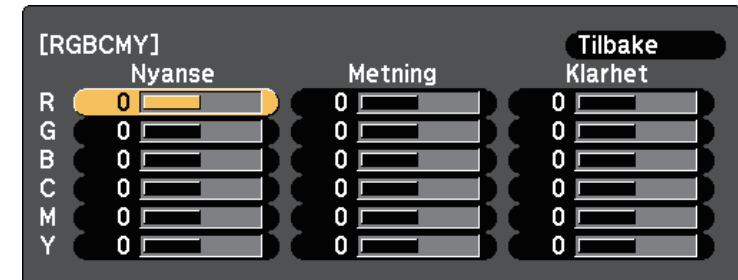 [RGBCMY] Tilbake
Nyanse Metning Klarhet
R 0 0 0
G 0 0 0
B 0 0 0
C 0 0 0
M 0 0 0
Y 0 0 0